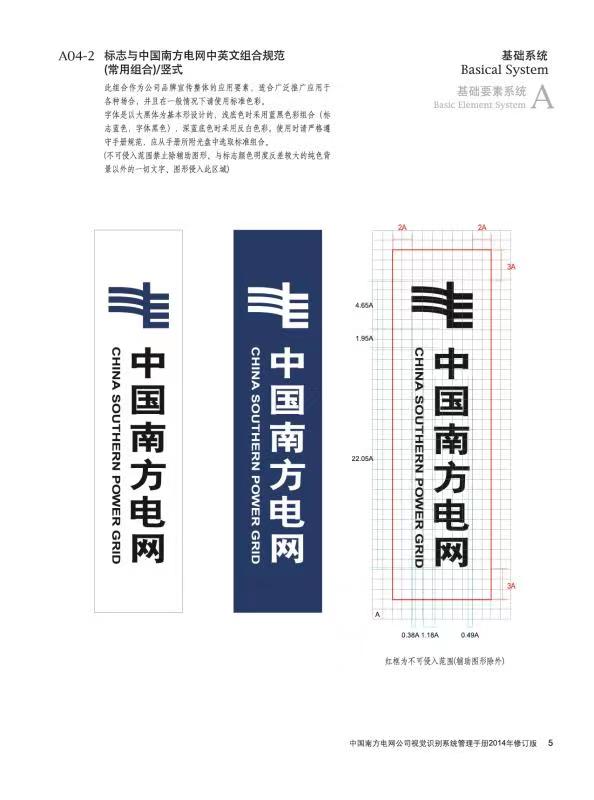 A04-2 标志与中国南方电网中英文组合规范
(常用组合)/竖式
基础系统
Basical System
基础要素系统
Basic Element System A
此组合作为公司品牌宣传整体的应用要素，适合广泛推广应用于
各种场合，并且在一般情况下请使用标准色彩。
字体是以大黑体为基本形设计的，浅底色时采用蓝黑色彩组合（标
志蓝色，字体黑色），深蓝底色时采用反白色彩。使用时请严格遵
守手册规范，应从手册所附光盘中选取标准组合。
(不可侵入范围禁止除辅助图形、与标志颜色明度反差较大的纯色背
景以外的一切文字、图形侵入此区域)
中国南方电网
CHINA SOUTHERN POWER GRID
中国南方电网
CHINA SOUTHERN POWER GRID
2A
2A
3A
4.65A
1.95A
中国南方电网
CHINA SOUTHERN POWER GRID
22.05A
3A
A
0.38A 1.18A 0.49A
红框为不可侵入范围(辅助图形除外)
中国南方电网公司视觉识别系统管理手册2014年修订版 5